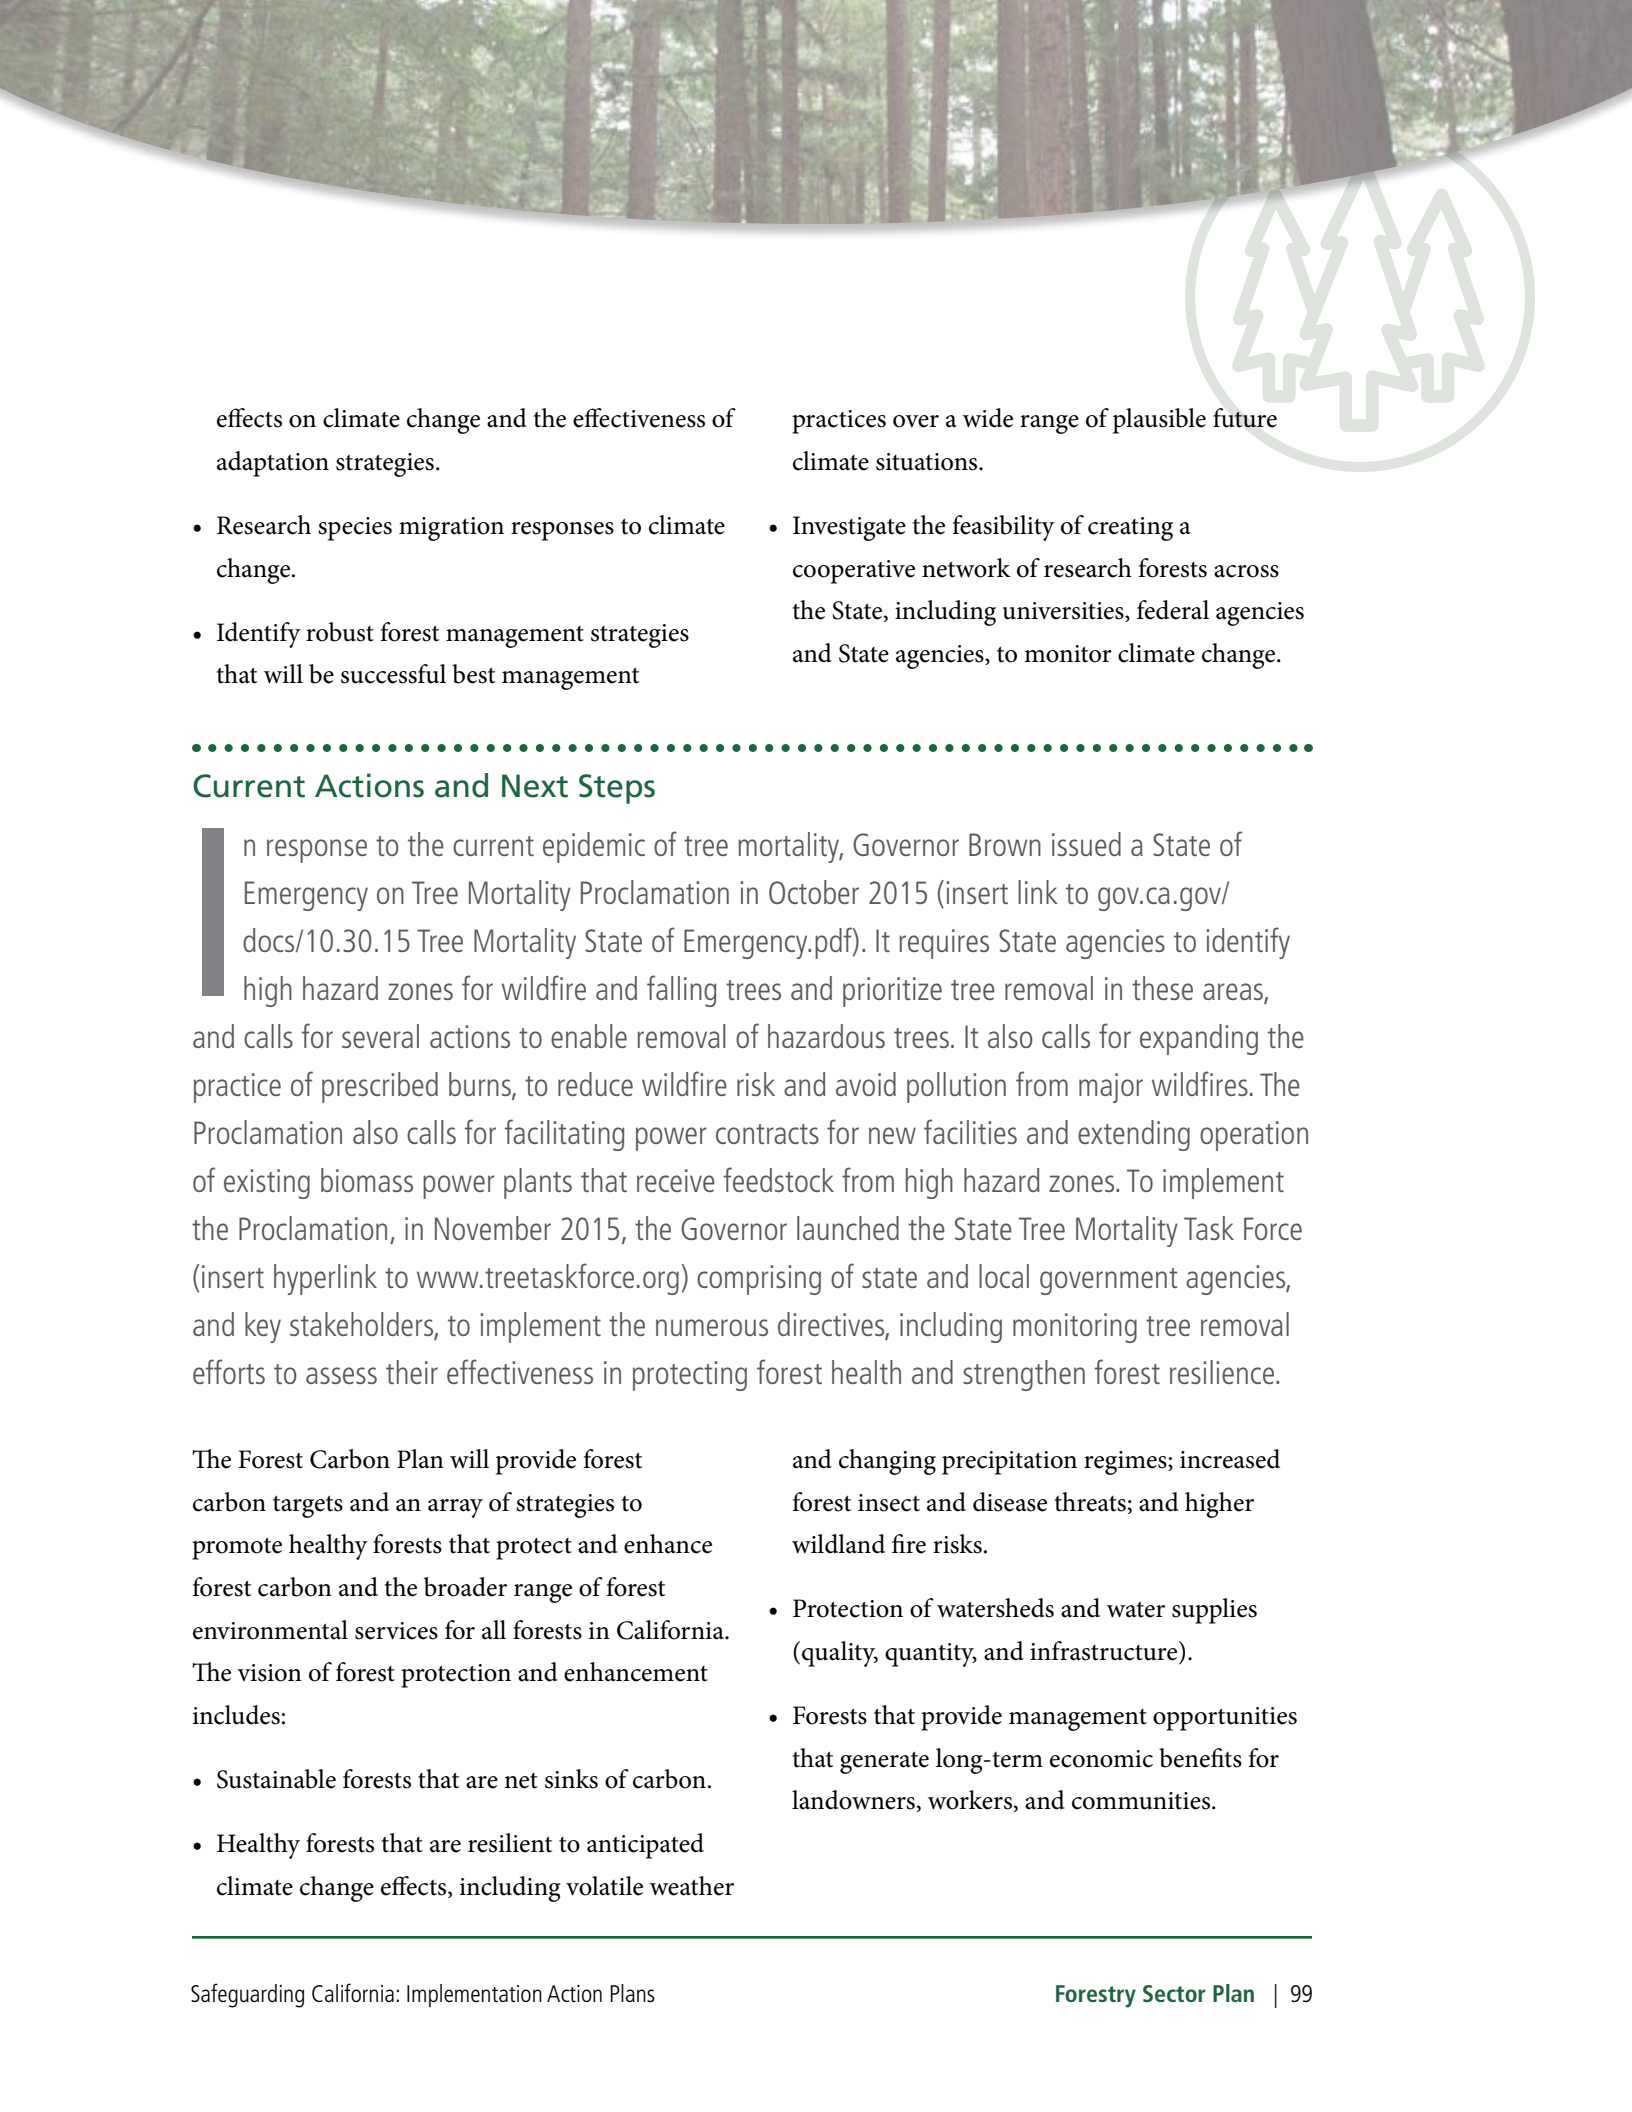 effects on climate change and the effectiveness of
adaptation strategies.
• Research species migration responses to climate
change.
• Identify robust forest management strategies
that will be successful best management
practices over a wide range of plausible future
climate situations.
• Investigate the feasibility of creating a
cooperative network of research forests across
the State, including universities, federal agencies
and State agencies, to monitor climate change.
Current Actions and Next Steps
In response to the current epidemic of tree mortality, Governor Brown issued a State of
Emergency on Tree Mortality Proclamation in October 2015 (insert link to gov.ca.gov/
docs/10.30.15 Tree Mortality State of Emergency.pdf). It requires State agencies to identify
high hazard zones for wildfire and falling trees and prioritize tree removal in these areas,
and calls for several actions to enable removal of hazardous trees. It also calls for expanding the
practice of prescribed burns, to reduce wildfire risk and avoid pollution from major wildfires. The
Proclamation also calls for facilitating power contracts for new facilities and extending operation
of existing biomass power plants that receive feedstock from high hazard zones. To implement
the Proclamation, in November 2015, the Governor launched the State Tree Mortality Task Force
(insert hyperlink to www.treetaskforce.org) comprising of state and local government agencies,
and key stakeholders, to implement the numerous directives, including monitoring tree removal
efforts to assess their effectiveness in protecting forest health and strengthen forest resilience.
The Forest Carbon Plan will provide forest
carbon targets and an array of strategies to
promote healthy forests that protect and enhance
forest carbon and the broader range of forest
environmental services for all forests in California.
The vision of forest protection and enhancement
includes:
• Sustainable forests that are net sinks of carbon.
• Healthy forests that are resilient to anticipated
climate change effects, including volatile weather
and changing precipitation regimes; increased
forest insect and disease threats; and higher
wildland fire risks.
• Protection of watersheds and water supplies
(quality, quantity, and infrastructure).
• Forests that provide management opportunities
that generate long-term economic benefits for
landowners, workers, and communities.
Safeguarding California: Implementation Action Plans
Forestry Sector Plan | 99